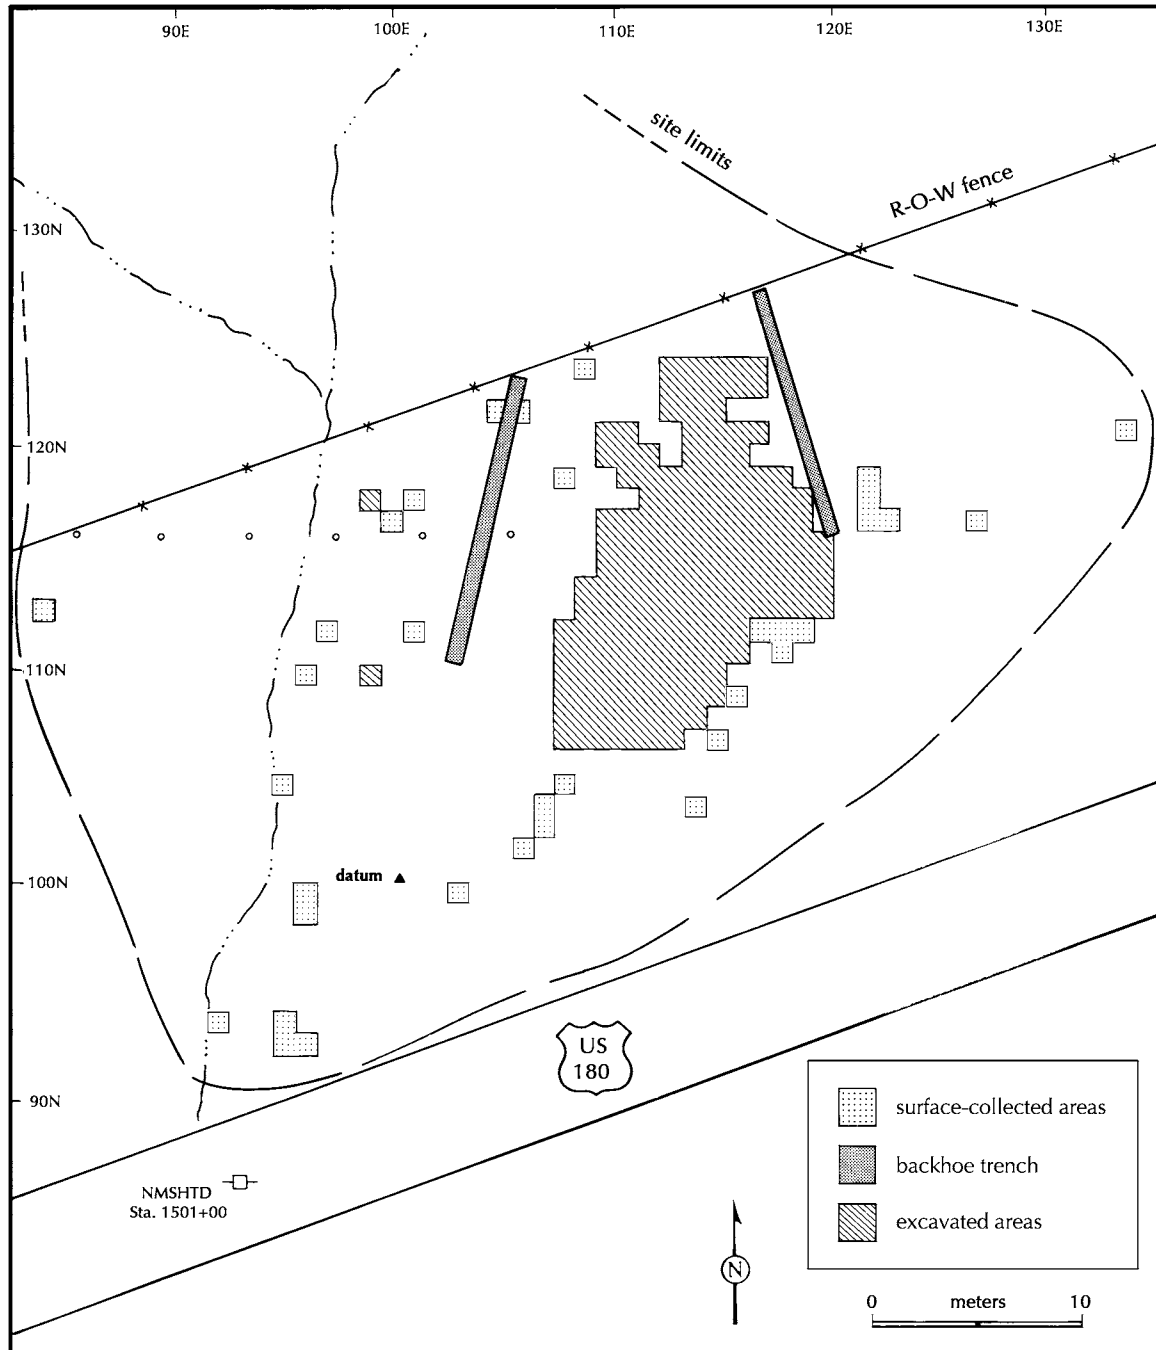 90E
100E
110E
120E
130E
site limits
R-O-W fence
130N
120N
110N
datum
100N
US
180
90N
surface-collected areas
NMSHTD
Sta. 1501+00
backhoe trench
excavated areas
N
0 meters 10